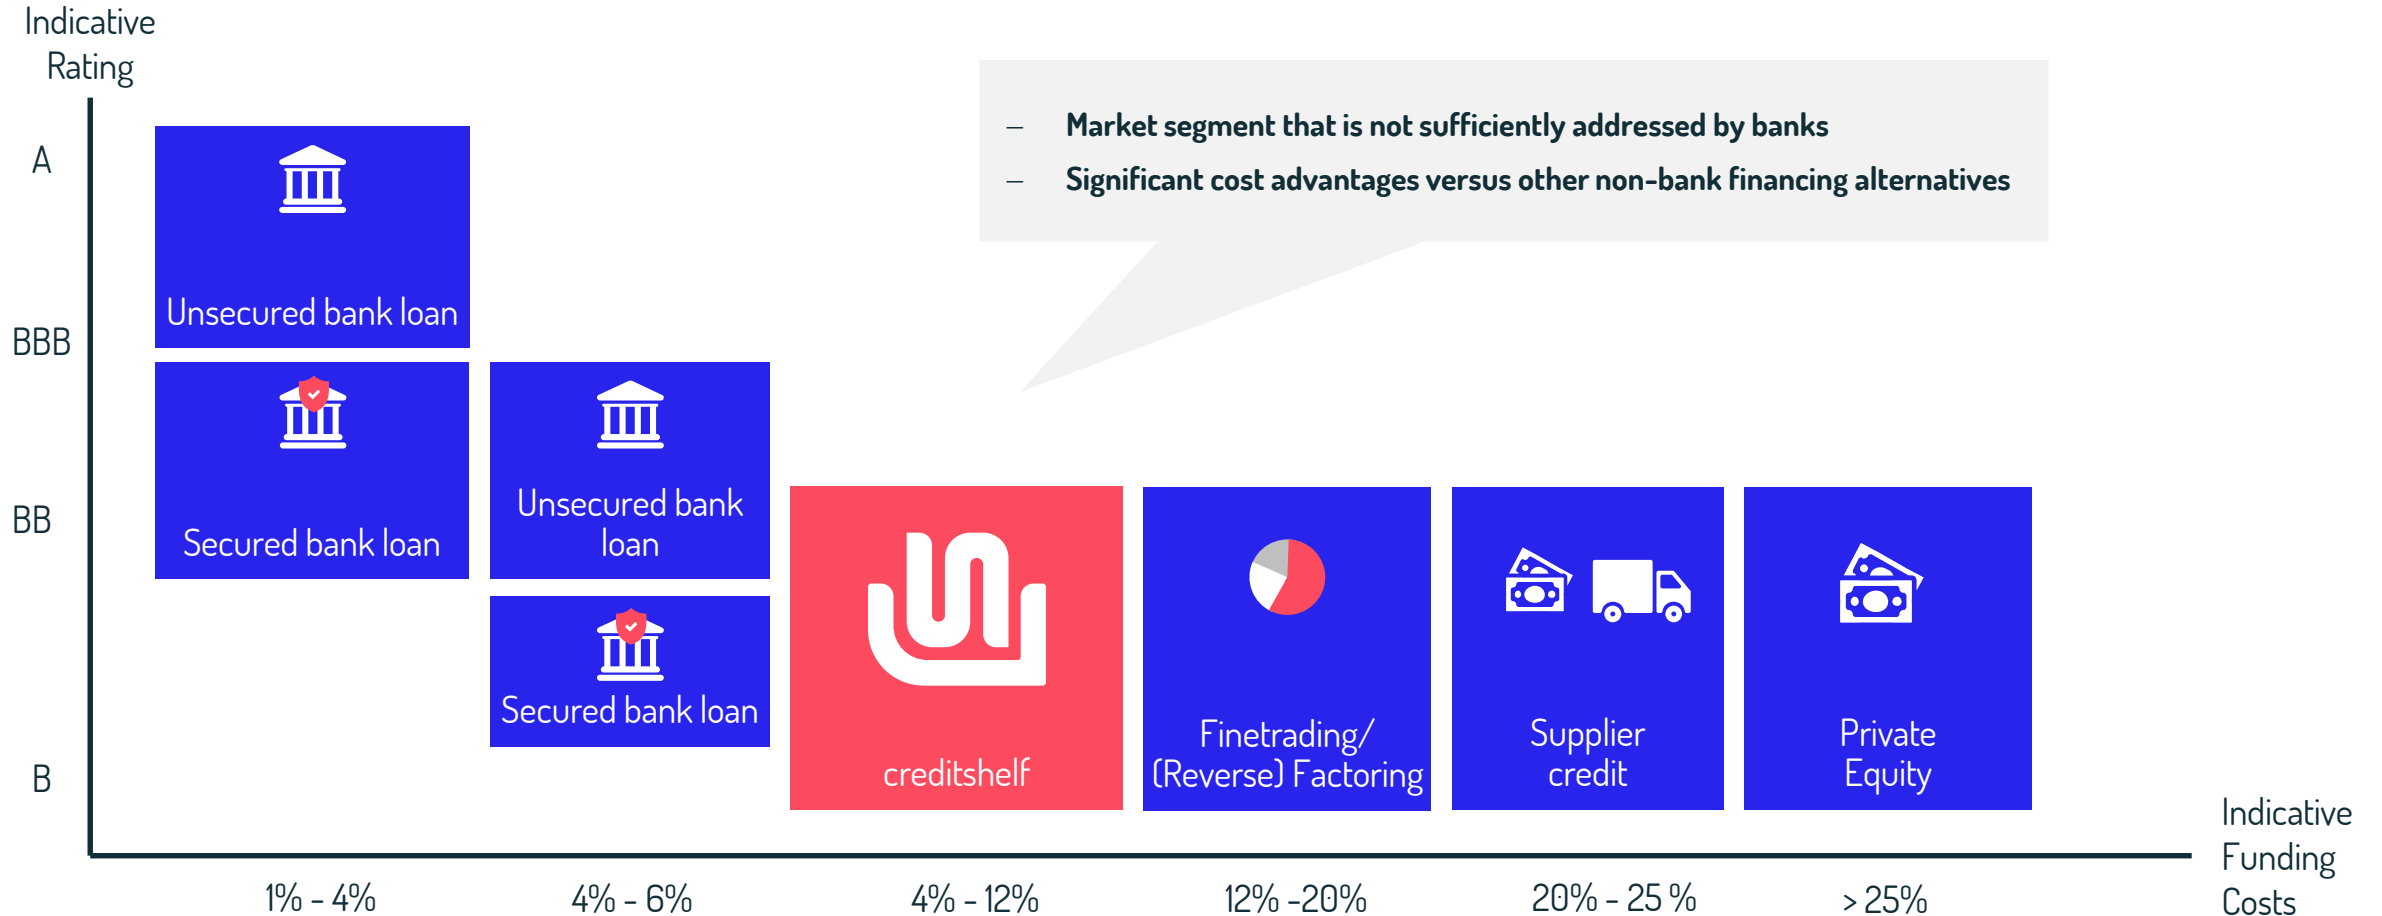 Indicative
Rating
– Market segment that is not sufficiently addressed by banks
– Significant cost advantages versus other non-bank financing alternatives
A
BBB
BB
B
Unsecured bank loan
Secured bank loan
Unsecured bank
loan
Secured bank loan
creditshelf
Finetrading/
(Reverse) Factoring
Supplier
credit
Private
Equity
1% - 4%
4% - 6%
4% - 12%
12% -20%
20% - 25 %
> 25%
Indicative
Funding
Costs